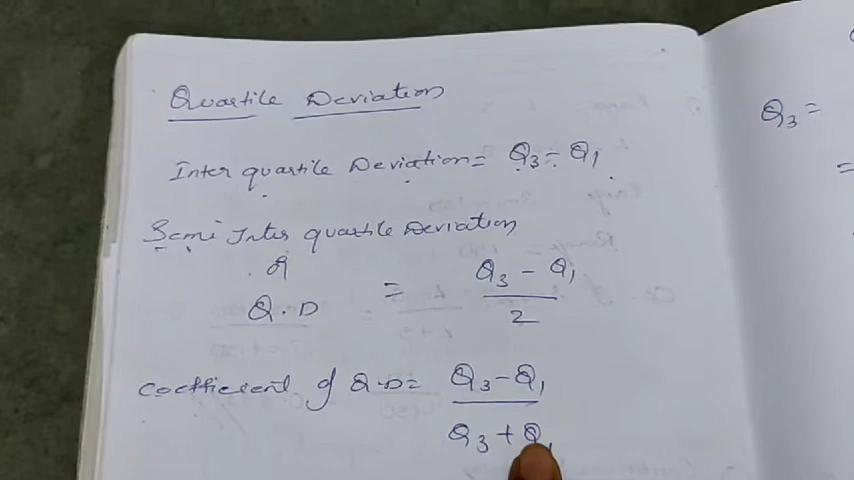 Quartile Deviation
Inter quartile Deviation = Q3 - Q1
Semi Inter quartile Deviation
or
Q.D = Q3 - Q1 / 2
coefficient of Q.D = Q3 - Q1 / Q3 + Q1
Q3 =
=